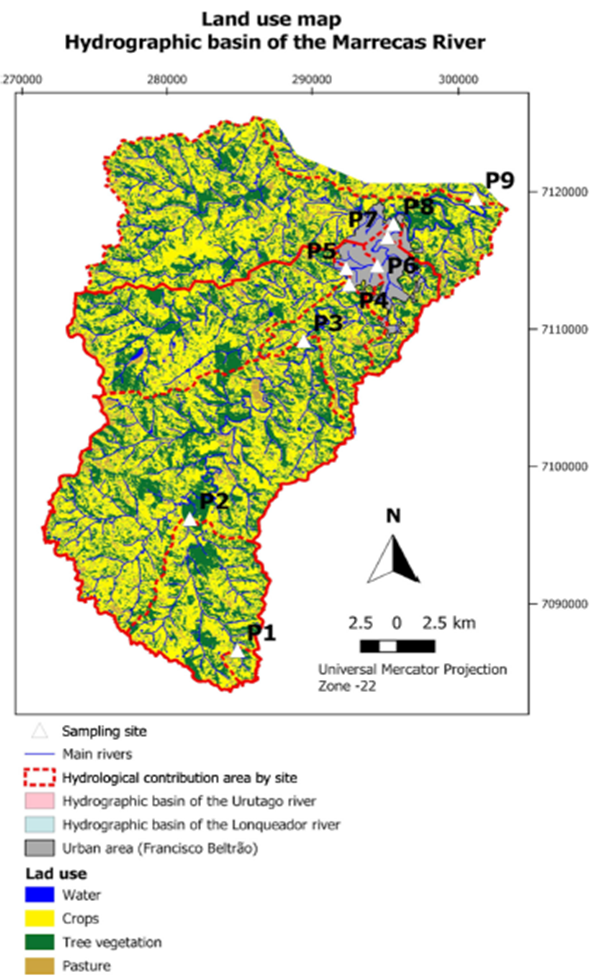 Land use map
Hydrographic basin of the Marrecas River
270000 280000 290000 300000
P9
7120000
P7 P8
P5
P6
P4
7110000
P3
7100000
P2
N
7090000
2.5 0 2.5 km
P1
Universal Mercator Projection
Zone -22
Sampling site
Main rivers
Hydrological contribution area by site
Hydrographic basin of the Urutago river
Hydrographic basin of the Lonqueador river
Urban area (Francisco Beltrão)
Lad use
Water
Crops
Tree vegetation
Pasture